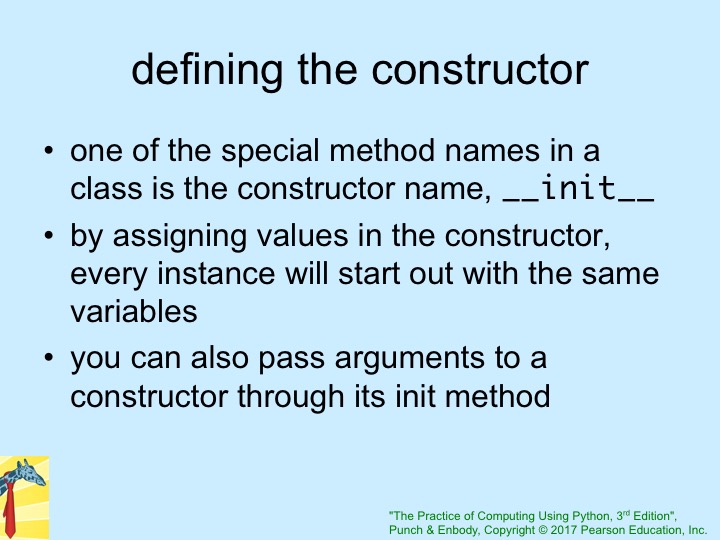 defining the constructor
• one of the special method names in a
class is the constructor name, __init__
• by assigning values in the constructor,
every instance will start out with the same
variables
• you can also pass arguments to a
constructor through its init method
"The Practice of Computing Using Python, 3rd Edition",
Punch & Enbody, Copyright © 2017 Pearson Education, Inc.